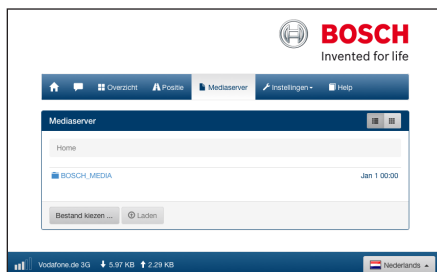 BOSCH
Invented for life
Overzicht Positie Mediaserver Instellingen Help
Mediaserver
Home
BOSCH_MEDIA Jan 1 00:00
Bestand kiezen ... Laden
Vodafone.de 3G 5.97 KB 2.29 KB Nederlands